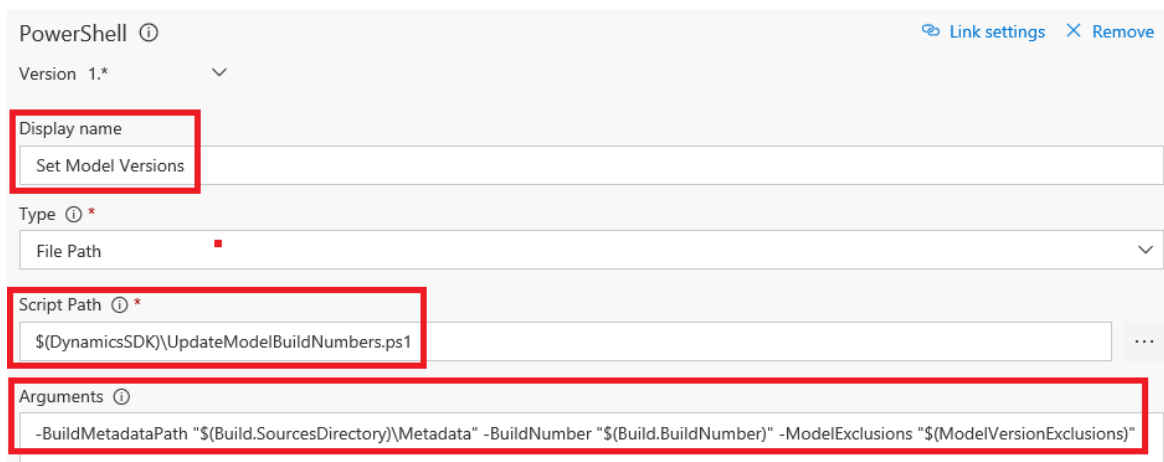 PowerShell
Link settings
Remove
Version 1.*
Display name
Set Model Versions
Type *
File Path
Script Path *
$(DynamicsSDK)\UpdateModelBuildNumbers.ps1
...
Arguments
-BuildMetadataPath "$(Build.SourcesDirectory)\Metadata" -BuildNumber "$(Build.BuildNumber)" -ModelExclusions "$(ModelVersionExclusions)"